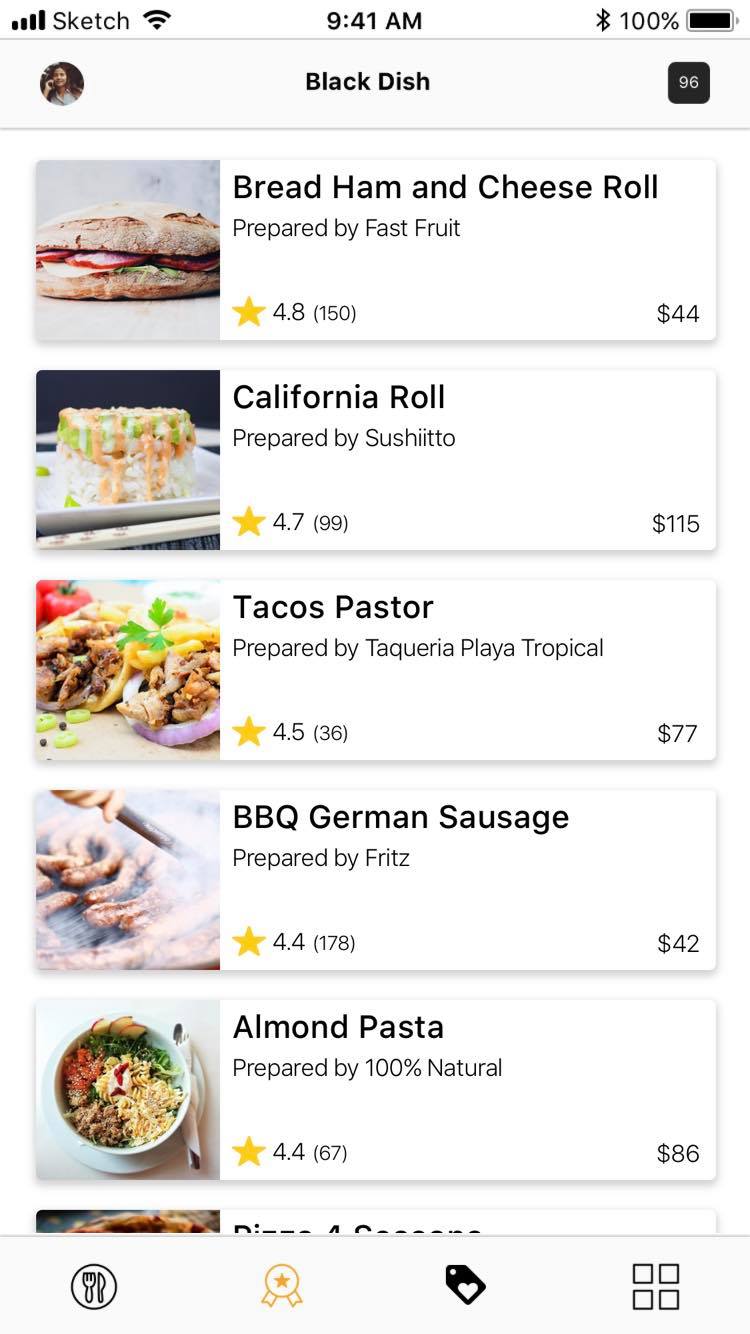 Sketch 9:41 AM 100%
Black Dish 96
Bread Ham and Cheese Roll
Prepared by Fast Fruit
4.8 (150) $44
California Roll
Prepared by Sushiitto
4.7 (99) $115
Tacos Pastor
Prepared by Taqueria Playa Tropical
4.5 (36) $77
BBQ German Sausage
Prepared by Fritz
4.4 (178) $42
Almond Pasta
Prepared by 100% Natural
4.4 (67) $86
Pizza 4 Seasons